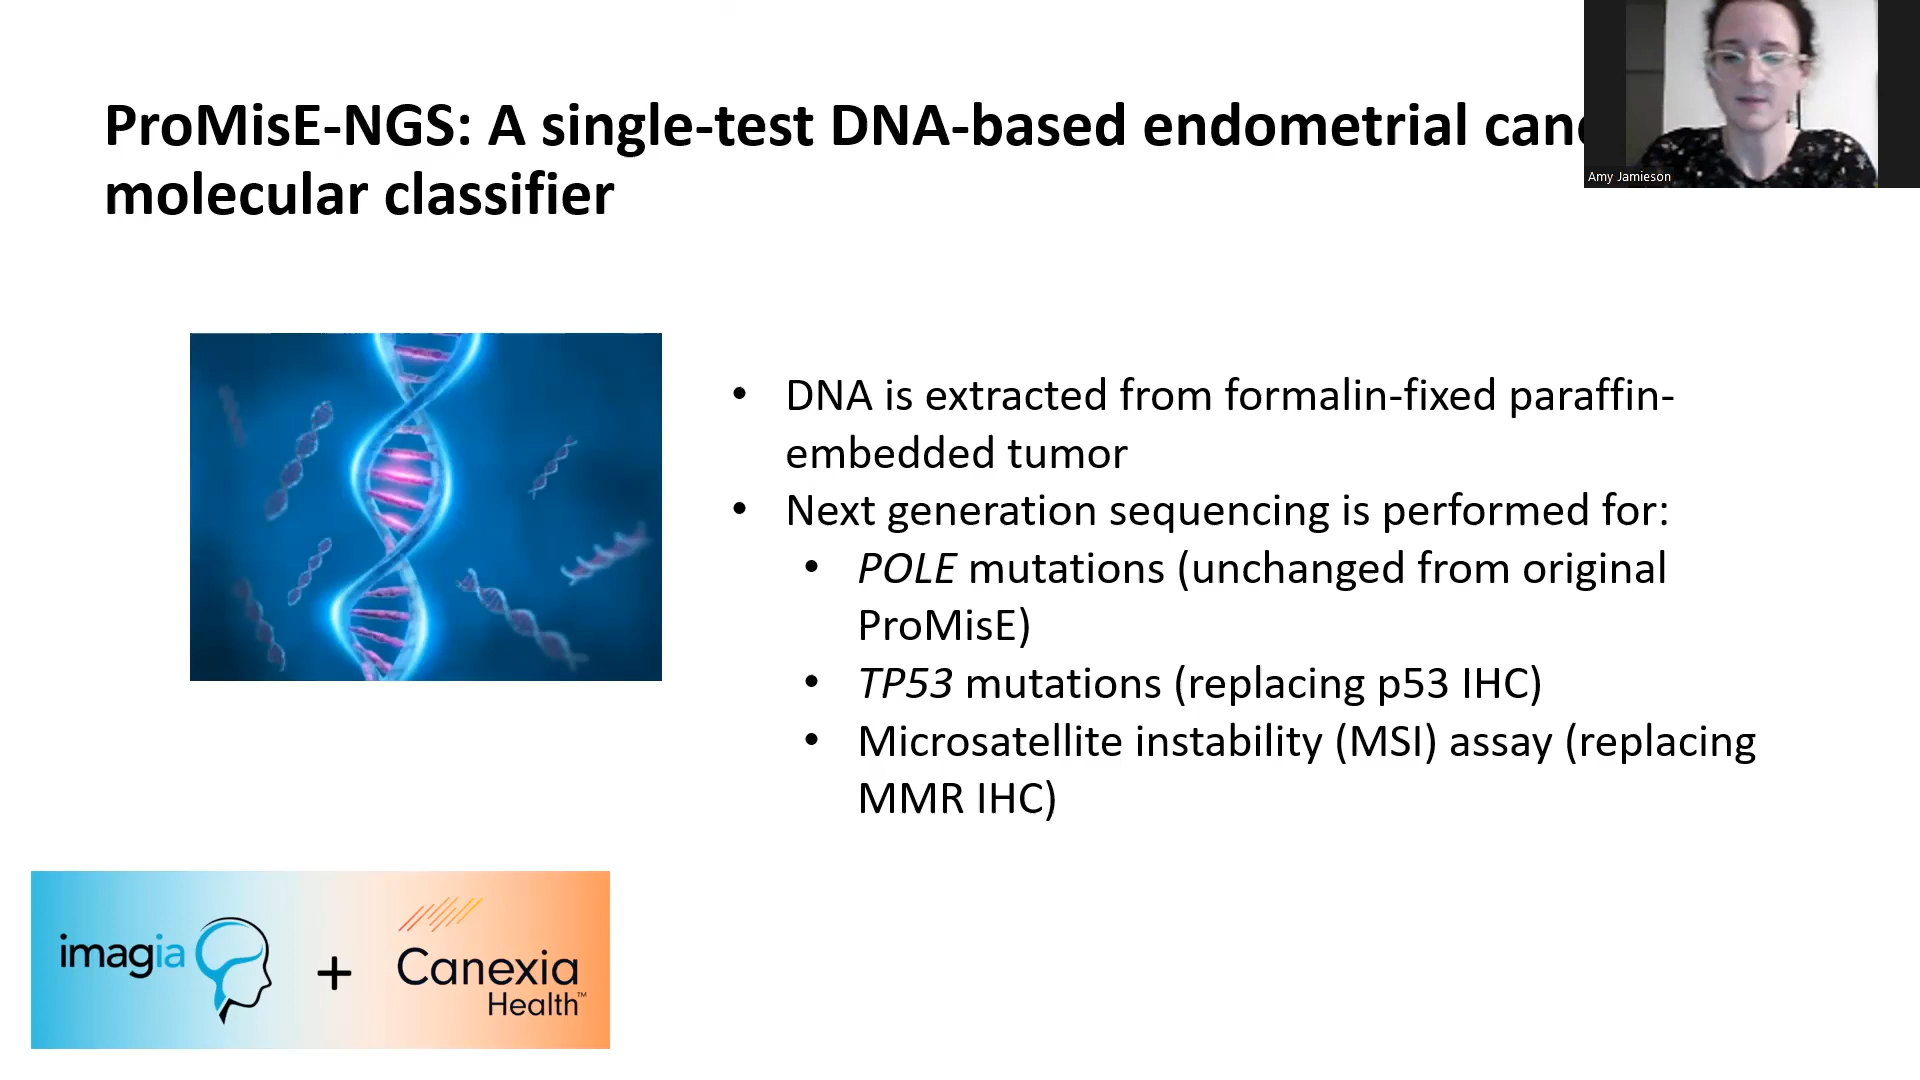 ProMisE-NGS: A single-test DNA-based endometrial
molecular classifier
Amy Jamieson
• DNA is extracted from formalin-fixed paraffin-
embedded tumor
• Next generation sequencing is performed for:
• POLE mutations (unchanged from original
ProMisE)
• TP53 mutations (replacing p53 IHC)
• Microsatellite instability (MSI) assay (replacing
MMR IHC)
imagia + Canexia
Health™